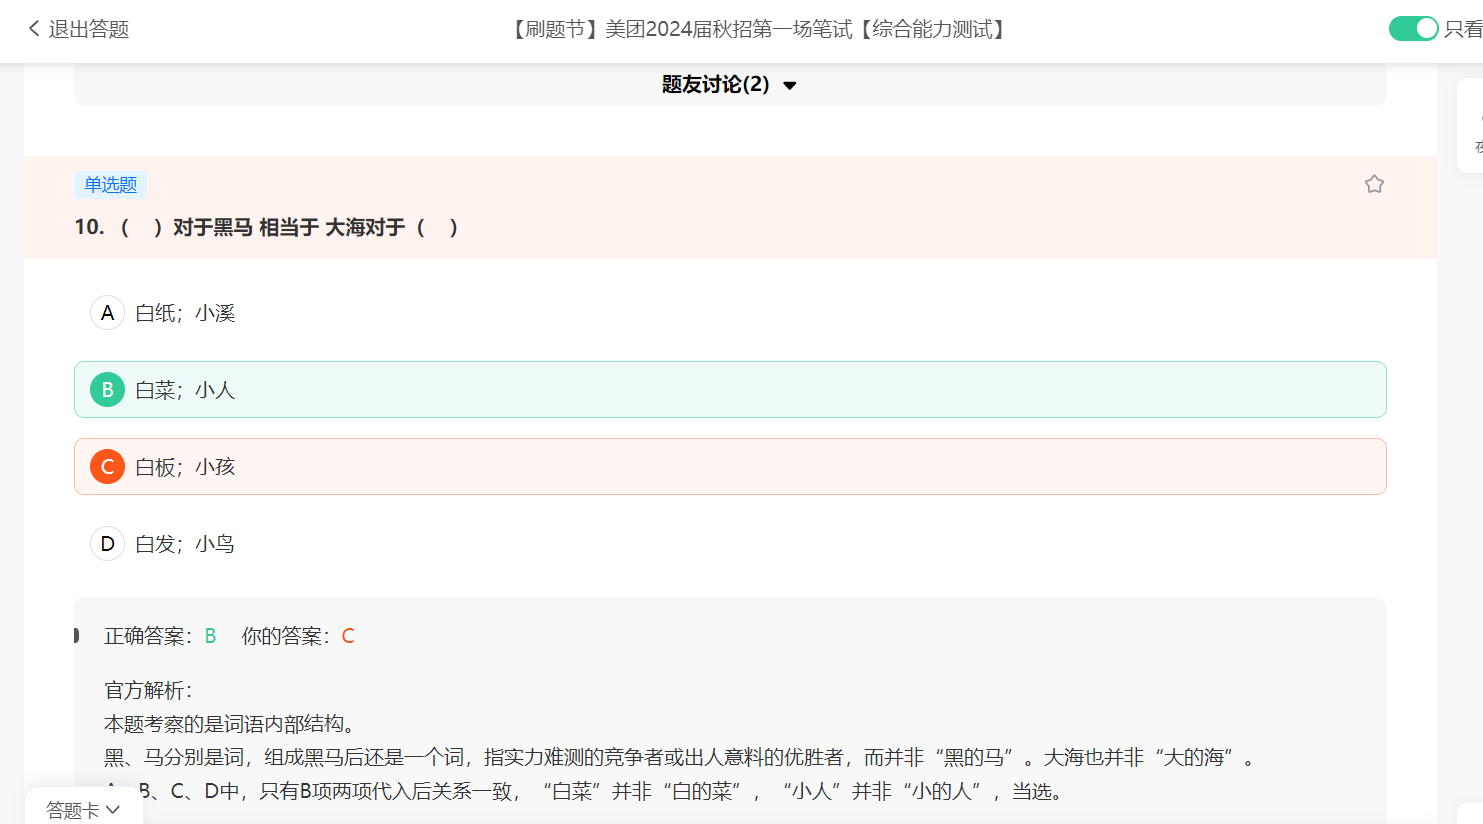 退出答题
【刷题节】美团2024届秋招第一场笔试【综合能力测试】
只看
题友讨论(2)
单选题
10. （ ）对于黑马 相当于 大海对于（ ）
A 白纸；小溪
B 白菜；小人
C 白板；小孩
D 白发；小鸟
正确答案：B 你的答案：C
官方解析：
本题考察的是词语内部结构。
黑、马分别是词，组成黑马后还是一个词，指实力难测的竞争者或出人意料的优胜者，而并非“黑的马”。大海也并非“大的海”。
B、C、D中，只有B项两项代入后关系一致，“白菜”并非“白的菜”，“小人”并非“小的人”，当选。
答题卡